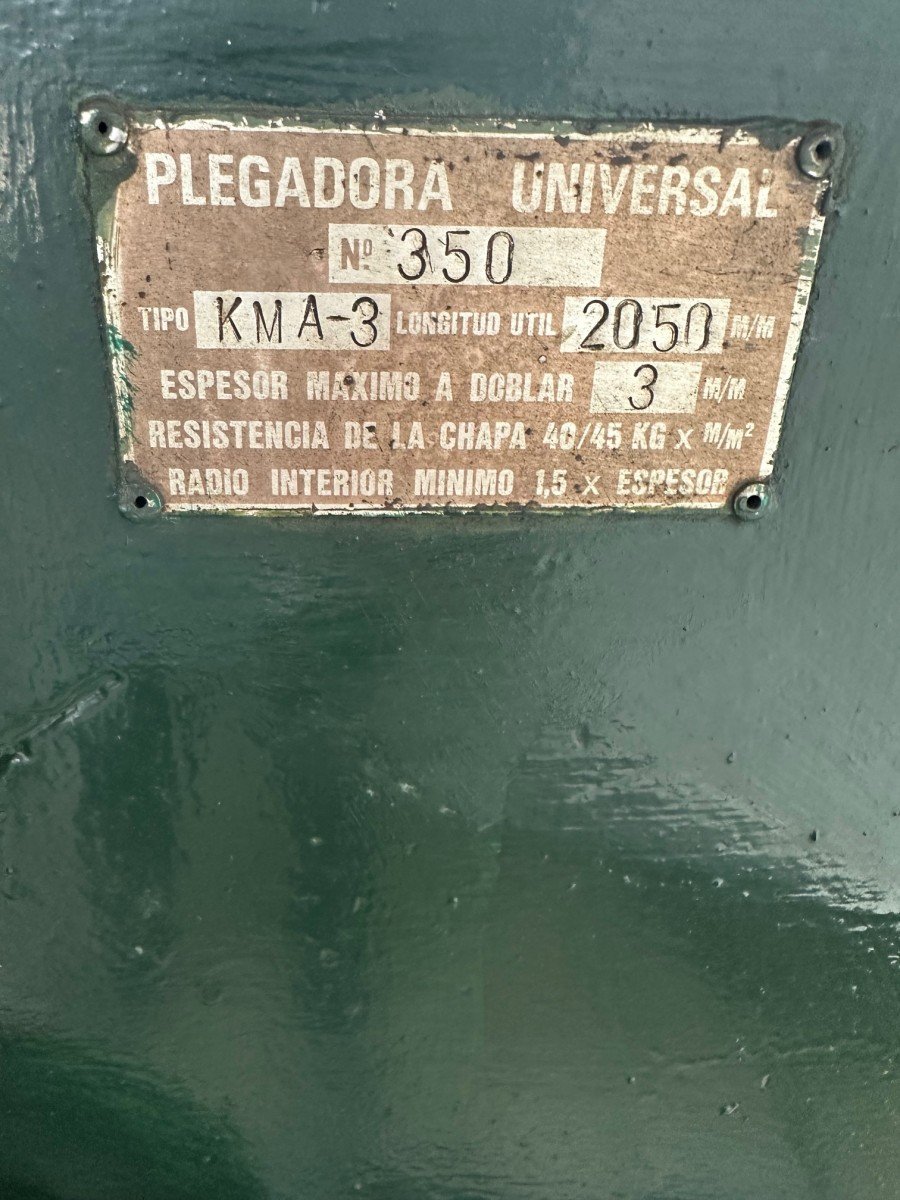 PLEGADORA UNIVERSAL
Nº 350
TIPO KMA-3 LONGITUD UTIL 2050 M/M
ESPESOR MAXIMO A DOBLAR 3 M/M
RESISTENCIA DE LA CHAPA 40/45 KG x M/M²
RADIO INTERIOR MINIMO 1,5 x ESPESOR